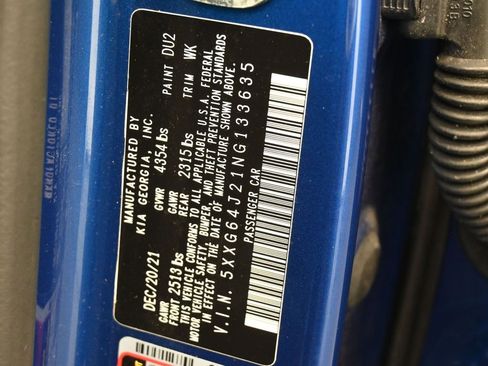 MANUFACTURED BY
KIA GEORGIA, INC.
DEC/20/21 GVWR 4354 lbs PAINT DU2
GAWR FRONT 2513 lbs GAWR REAR 2315 lbs TRIM WK
THIS VEHICLE CONFORMS TO ALL APPLICABLE U.S.A. FEDERAL
MOTOR VEHICLE SAFETY, BUMPER, AND THEFT PREVENTION STANDARDS
IN EFFECT ON THE DATE OF MANUFACTURE SHOWN ABOVE.
V.I.N. 5XXG64J21NG133635
PASSENGER CAR